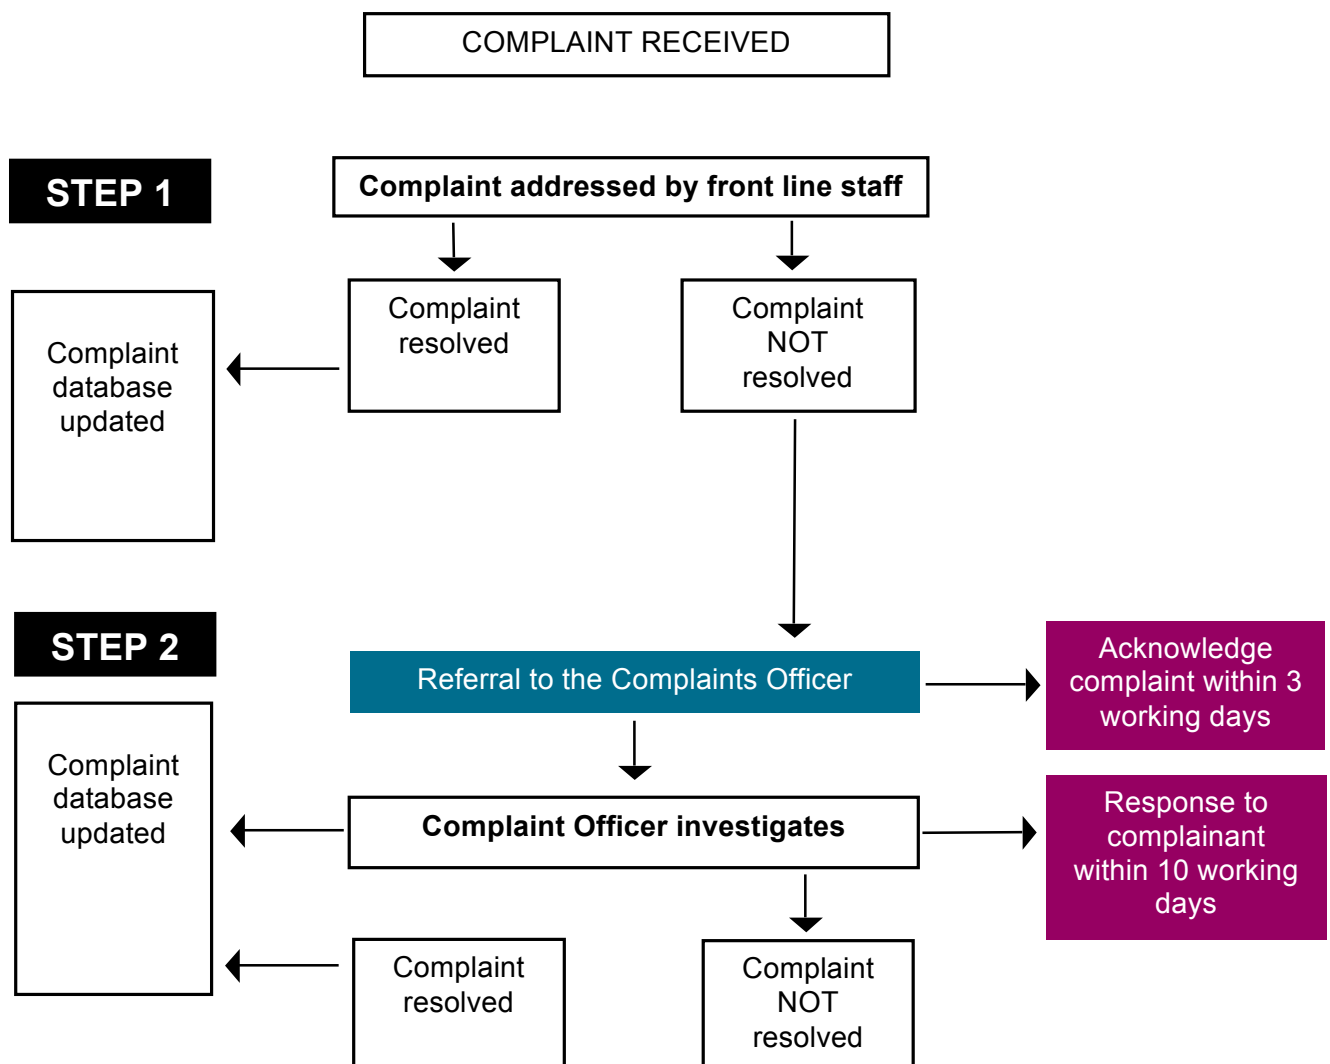 COMPLAINT RECEIVED
STEP 1
Complaint addressed by front line staff
Complaint
resolved
Complaint
NOT
resolved
Complaint
database
updated
STEP 2
Referral to the Complaints Officer
Acknowledge
complaint within 3
working days
Complaint
database
updated
Complaint Officer investigates
Response to
complainant
within 10 working
days
Complaint
resolved
Complaint
NOT
resolved